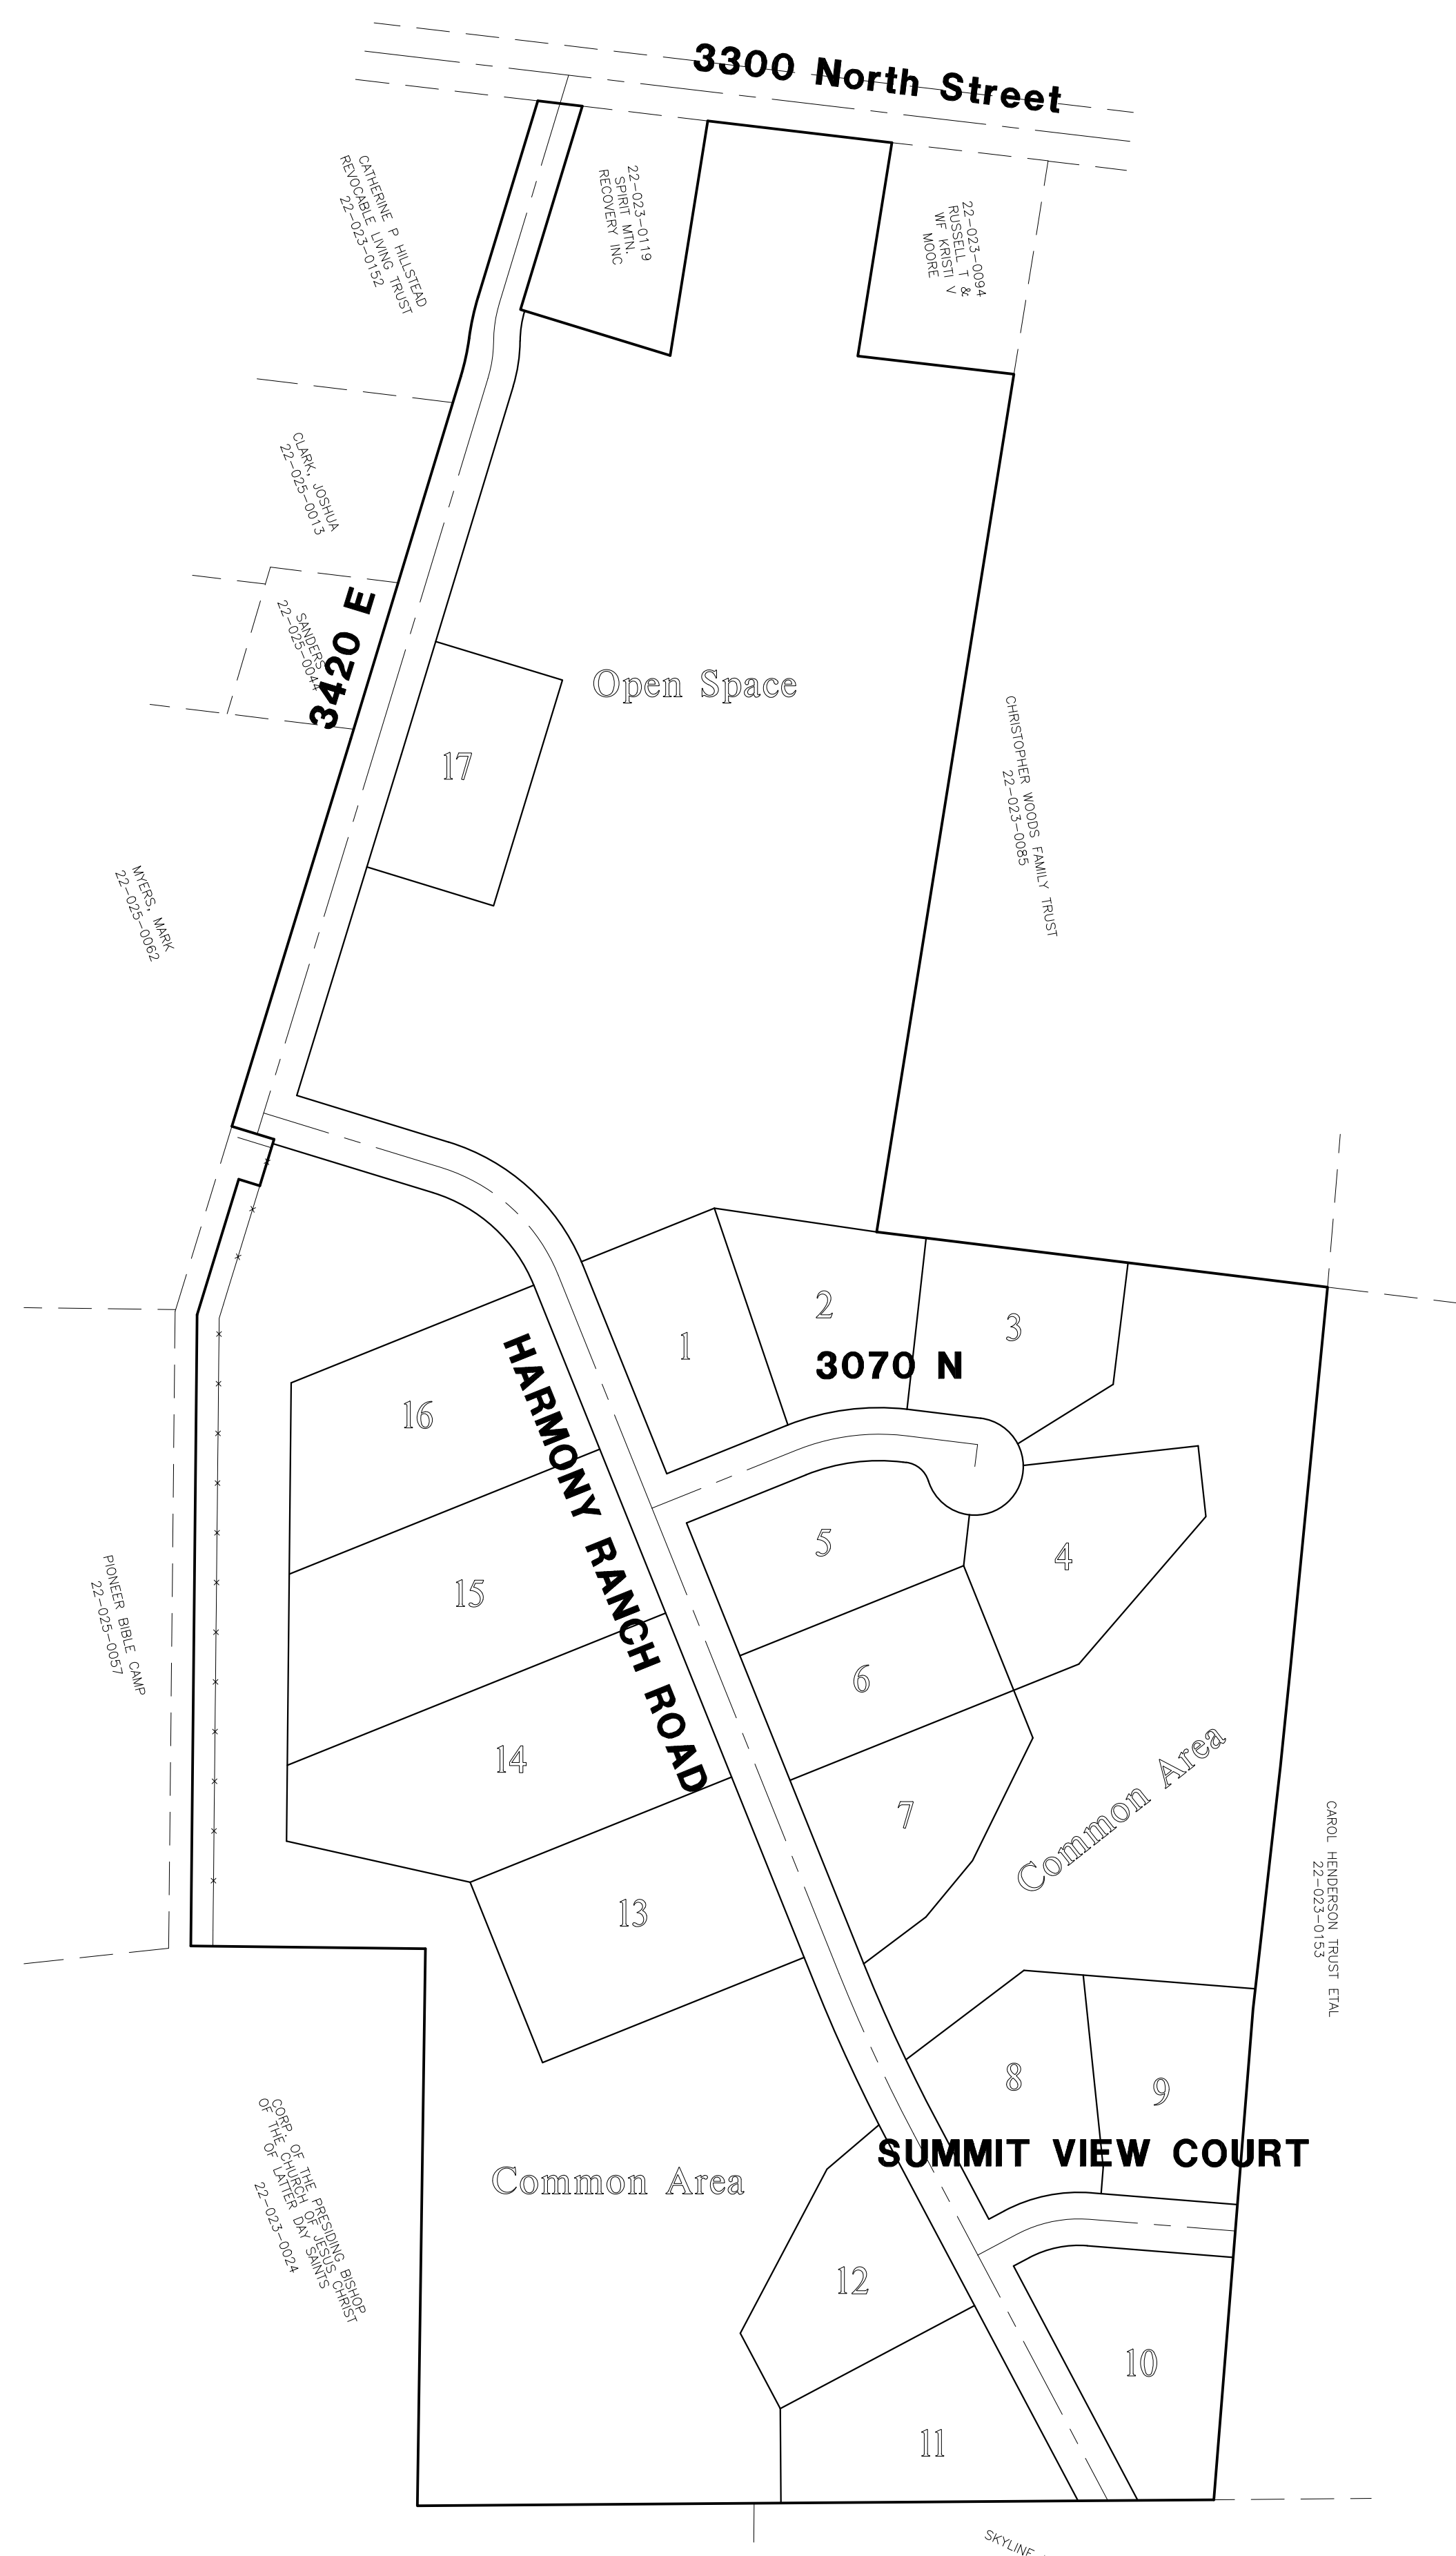 3300 North Street
CATHERINE P HILLSTEAD
REVOCABLE LIVING TRUST
22-023-0152
22-023-0119
SPIRIT MTN.
RECOVERY INC
22-023-0094
RUSSELL T &
WF KRISTI V
MOORE
CLARK, JOSHUA
22-025-0013
SANDERS
22-025-0044
3420 E
Open Space
17
CHRISTOPHER WOODS FAMILY TRUST
22-023-0085
MYERS, MARK
22-025-0062
1
2
3
3070 N
HARMONY RANCH ROAD
16
5
4
15
6
PIONEER BIBLE CAMP
22-025-0057
14
7
Common Area
13
CAROL HENDERSON TRUST ETAL
22-023-0153
8
9
SUMMIT VIEW COURT
Common Area
CORP. OF THE PRESIDING BISHOP
OF THE CHURCH OF JESUS CHRIST
OF LATTER DAY SAINTS
22-023-0024
12
10
11
SKYLINE